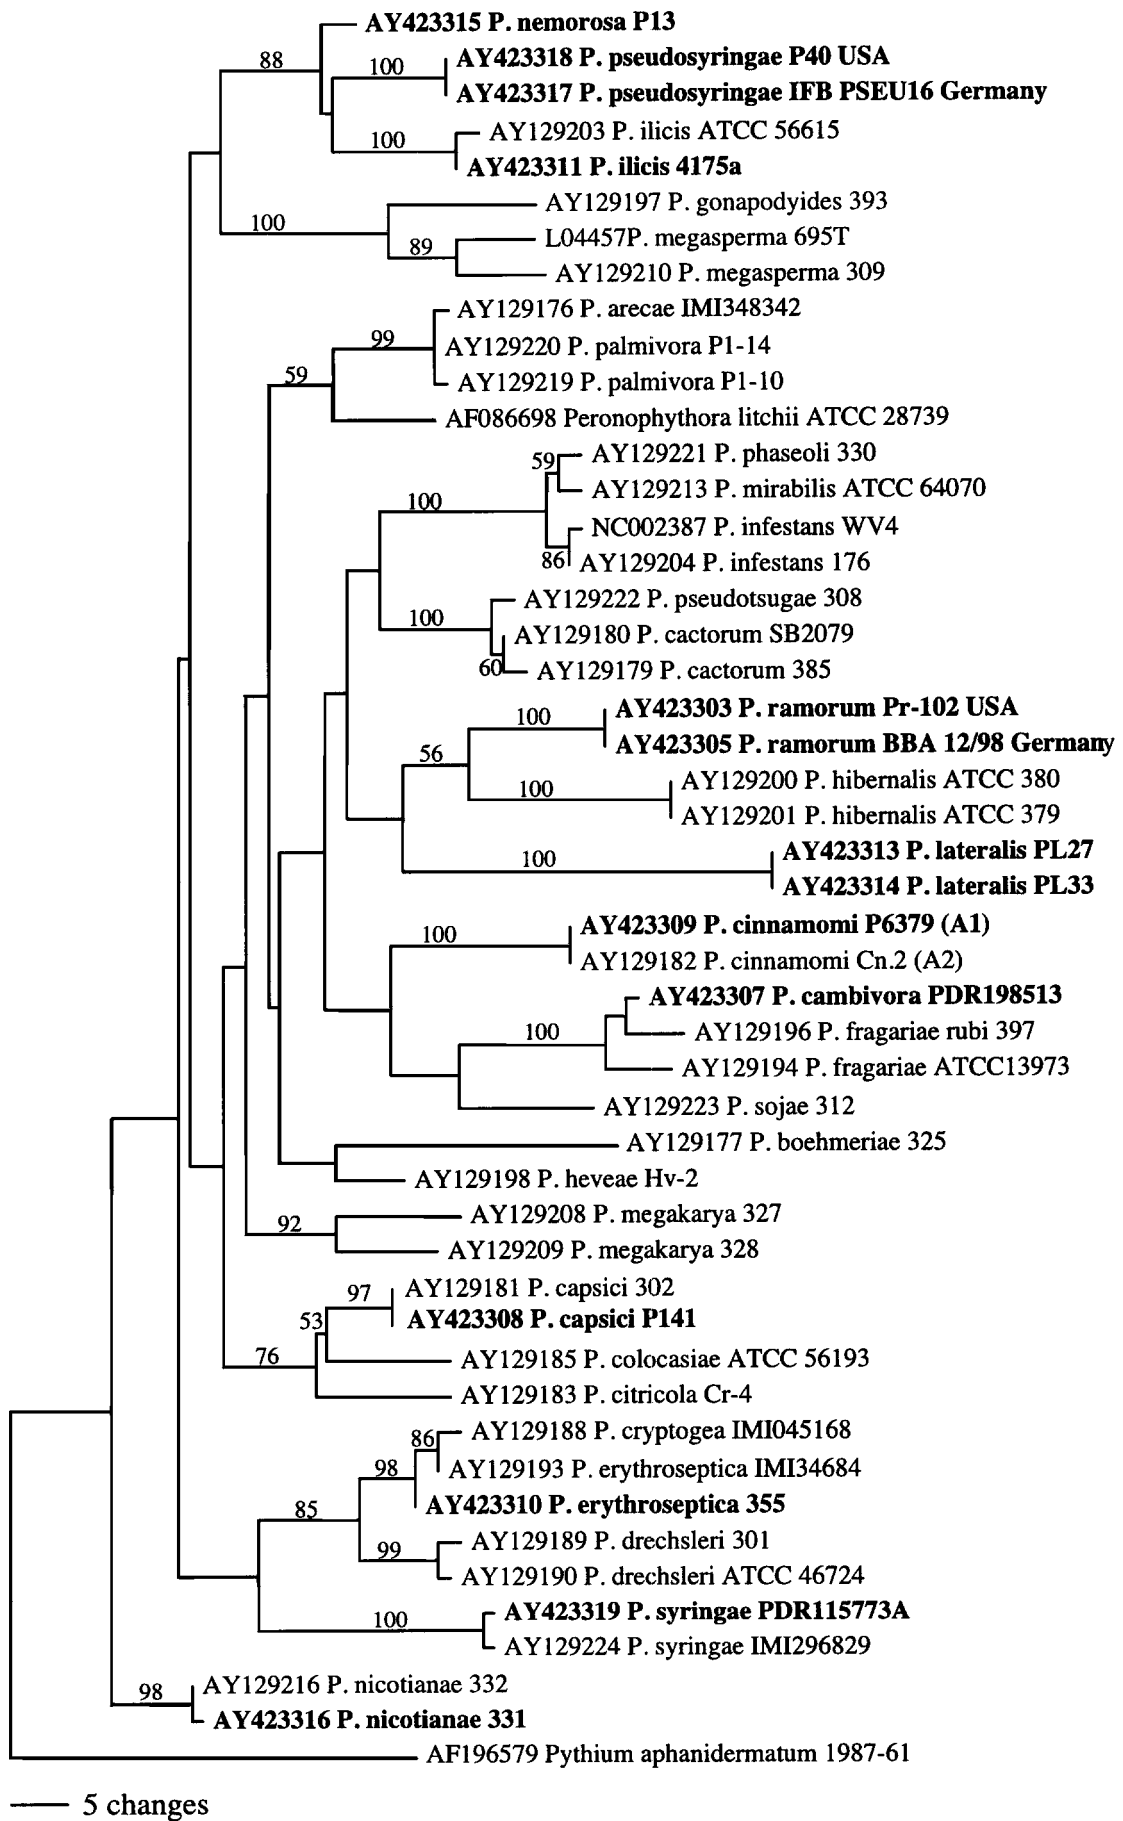 AY423315 P. nemorosa P13
88
AY423318 P. pseudosyringae P40 USA
100
AY423317 P. pseudosyringae IFB PSEU16 Germany
AY129203 P. ilicis ATCC 56615
100
AY423311 P. ilicis 4175a
AY129197 P. gonapodyides 393
100
L04457P. megasperma 695T
89
AY129210 P. megasperma 309
AY129176 P. arecae IMI348342
99
AY129220 P. palmivora P1-14
59
AY129219 P. palmivora P1-10
AF086698 Peronophythora litchii ATCC 28739
AY129221 P. phaseoli 330
59
AY129213 P. mirabilis ATCC 64070
100
NC002387 P. infestans WV4
86
AY129204 P. infestans 176
AY129222 P. pseudotsugae 308
100
AY129180 P. cactorum SB2079
60
AY129179 P. cactorum 385
AY423303 P. ramorum Pr-102 USA
100
AY423305 P. ramorum BBA 12/98 Germany
56
AY129200 P. hibernalis ATCC 380
100
AY129201 P. hibernalis ATCC 379
AY423313 P. lateralis PL27
100
AY423314 P. lateralis PL33
AY423309 P. cinnamomi P6379 (A1)
100
AY129182 P. cinnamomi Cn.2 (A2)
AY423307 P. cambivora PDR198513
100
AY129196 P. fragariae rubi 397
AY129194 P. fragariae ATCC13973
AY129223 P. sojae 312
AY129177 P. boehmeriae 325
AY129198 P. heveae Hv-2
AY129208 P. megakarya 327
92
AY129209 P. megakarya 328
AY129181 P. capsici 302
97
AY423308 P. capsici P141
53
AY129185 P. colocasiae ATCC 56193
76
AY129183 P. citricola Cr-4
AY129188 P. cryptogea IMI045168
86
AY129193 P. erythroseptica IMI34684
98
AY423310 P. erythroseptica 355
85
AY129189 P. drechsleri 301
99
AY129190 P. drechsleri ATCC 46724
AY423319 P. syringae PDR115773A
100
AY129224 P. syringae IMI296829
AY129216 P. nicotianae 332
98
AY423316 P. nicotianae 331
AF196579 Pythium aphanidermatum 1987-61
5 changes